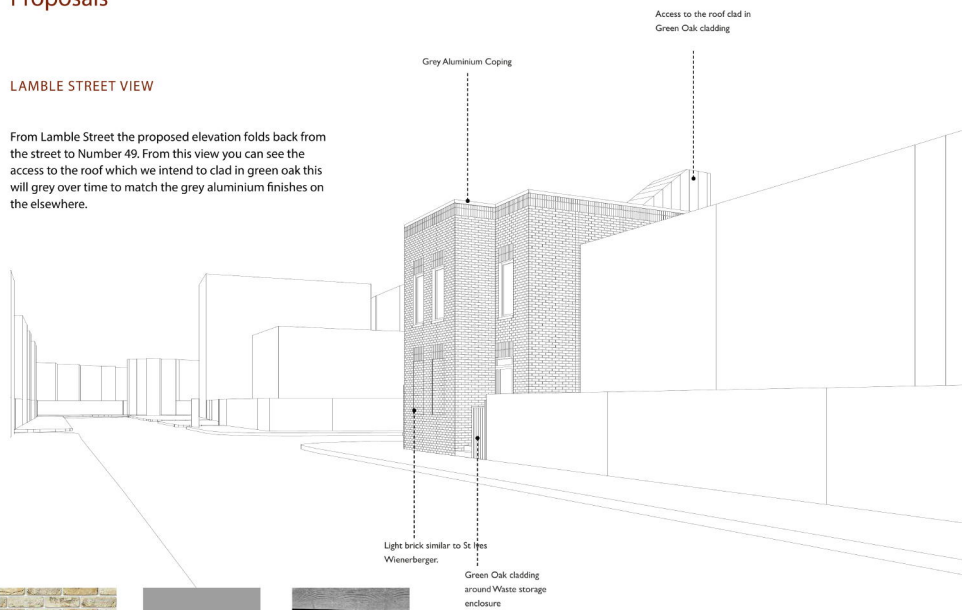 Proposals
Access to the roof clad in
Green Oak cladding
Grey Aluminium Coping
LAMBLE STREET VIEW
From Lamble Street the proposed elevation folds back from
the street to Number 49. From this view you can see the
access to the roof which we intend to clad in green oak this
will grey over time to match the grey aluminium finishes on
the elsewhere.
Light brick similar to St Ives
Wienerberger.
Green Oak cladding
around Waste storage
enclosure